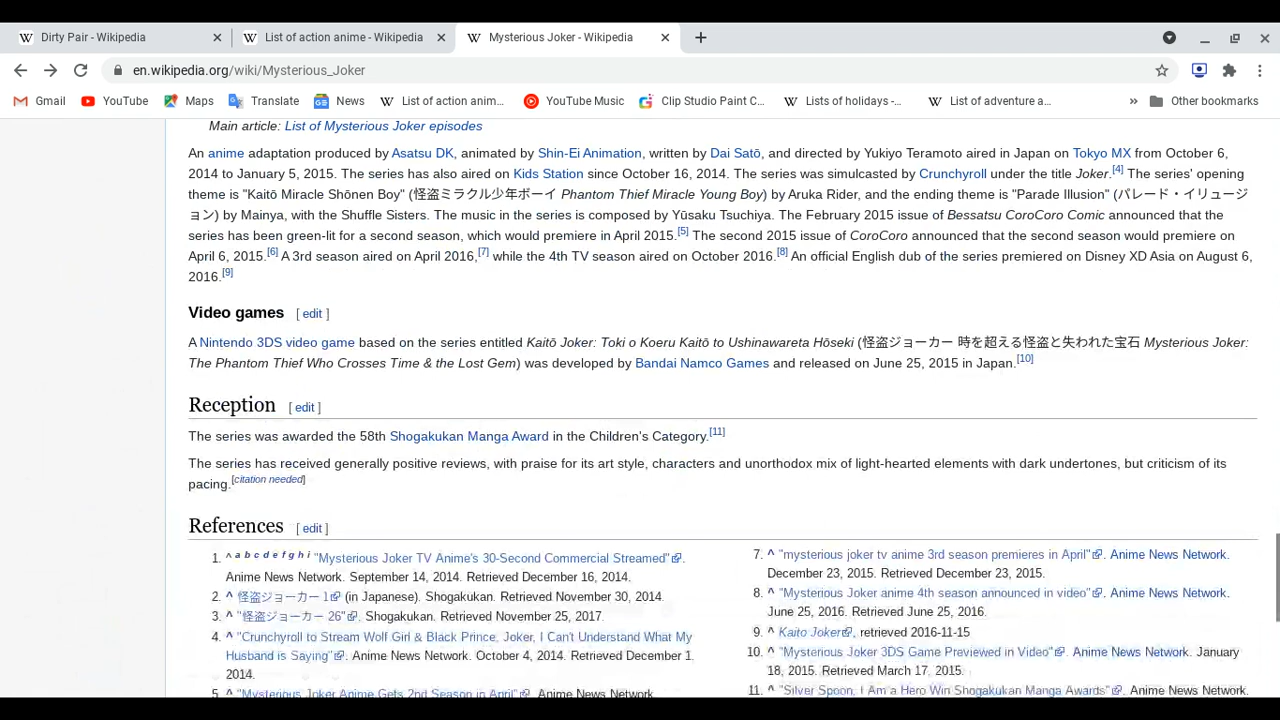 Dirty Pair - Wikipedia
List of action anime - Wikipedia
Mysterious Joker - Wikipedia
en.wikipedia.org/wiki/Mysterious_Joker
Gmail
YouTube
Maps
Translate
News
List of action anim...
YouTube Music
Clip Studio Paint C...
Lists of holidays -...
List of adventure a...
»
Other bookmarks
Main article: List of Mysterious Joker episodes
An anime adaptation produced by Asatsu DK, animated by Shin-Ei Animation, written by Dai Satō, and directed by Yukiyo Teramoto aired in Japan on Tokyo MX from October 6,
2014 to January 5, 2015. The series has also aired on Kids Station since October 16, 2014. The series was simulcasted by Crunchyroll under the title Joker.[4] The series' opening
theme is "Kaitō Miracle Shōnen Boy" (怪盗ミラクル少年ボーイ Phantom Thief Miracle Young Boy) by Aruka Rider, and the ending theme is "Parade Illusion" (パレード・イリュージ
ョン) by Mainya, with the Shuffle Sisters. The music in the series is composed by Yūsaku Tsuchiya. The February 2015 issue of Bessatsu CoroCoro Comic announced that the
series has been green-lit for a second season, which would premiere in April 2015.[5] The second 2015 issue of CoroCoro announced that the second season would premiere on
April 6, 2015.[6] A 3rd season aired on April 2016,[7] while the 4th TV season aired on October 2016.[8] An official English dub of the series premiered on Disney XD Asia on August 6,
2016.[9]
Video games [ edit ]
A Nintendo 3DS video game based on the series entitled Kaitō Joker: Toki o Koeru Kaitō to Ushinawareta Hōseki (怪盗ジョーカー 時を超える怪盗と失われた宝石 Mysterious Joker:
The Phantom Thief Who Crosses Time & the Lost Gem) was developed by Bandai Namco Games and released on June 25, 2015 in Japan.[10]
Reception [ edit ]
The series was awarded the 58th Shogakukan Manga Award in the Children's Category.[11]
The series has received generally positive reviews, with praise for its art style, characters and unorthodox mix of light-hearted elements with dark undertones, but criticism of its
pacing.[citation needed]
References [ edit ]
1. ^ a b c d e f g h i "Mysterious Joker TV Anime's 30-Second Commercial Streamed".
Anime News Network. September 14, 2014. Retrieved December 16, 2014.
2. ^ 怪盗ジョーカー 1 (in Japanese). Shogakukan. Retrieved November 30, 2014.
3. ^ "怪盗ジョーカー 26". Shogakukan. Retrieved November 25, 2017.
4. ^ "Crunchyroll to Stream Wolf Girl & Black Prince, Joker, I Can't Understand What My
Husband is Saying". Anime News Network. October 4, 2014. Retrieved December 1,
2014.
5. ^ "Mysterious Joker Anime Gets 2nd Season in April". Anime News Network.
7. ^ "mysterious joker tv anime 3rd season premieres in April". Anime News Network.
December 23, 2015. Retrieved December 23, 2015.
8. ^ "Mysterious Joker anime 4th season announced in video". Anime News Network.
June 25, 2016. Retrieved June 25, 2016.
9. ^ Kaito Joker, retrieved 2016-11-15
10. ^ "Mysterious Joker 3DS Game Previewed in Video". Anime News Network. January
18, 2015. Retrieved March 17, 2015.
11. ^ "Silver Spoon, I Am a Hero Win Shogakukan Manga Awards". Anime News Network.